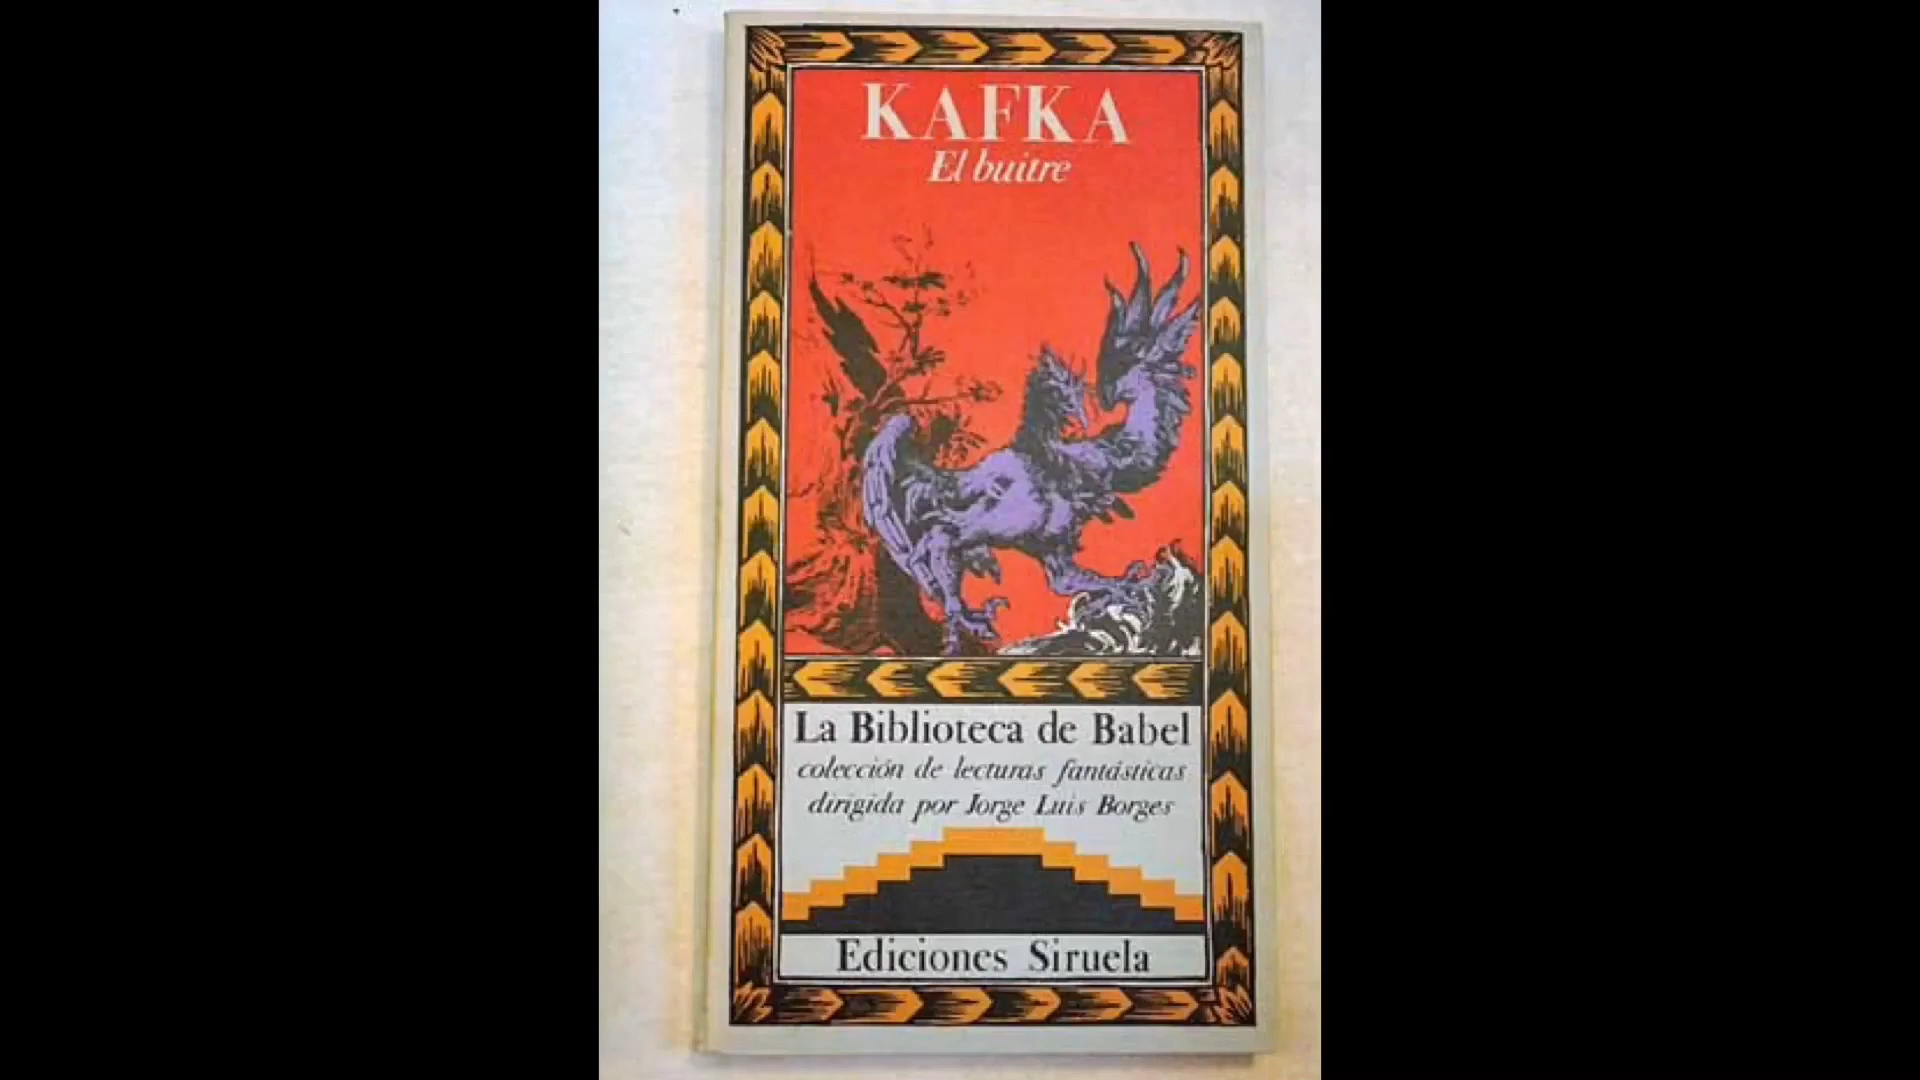 KAFKA
El buitre
La Biblioteca de Babel
colección de lecturas fantásticas
dirigida por Jorge Luis Borges
Ediciones Siruela